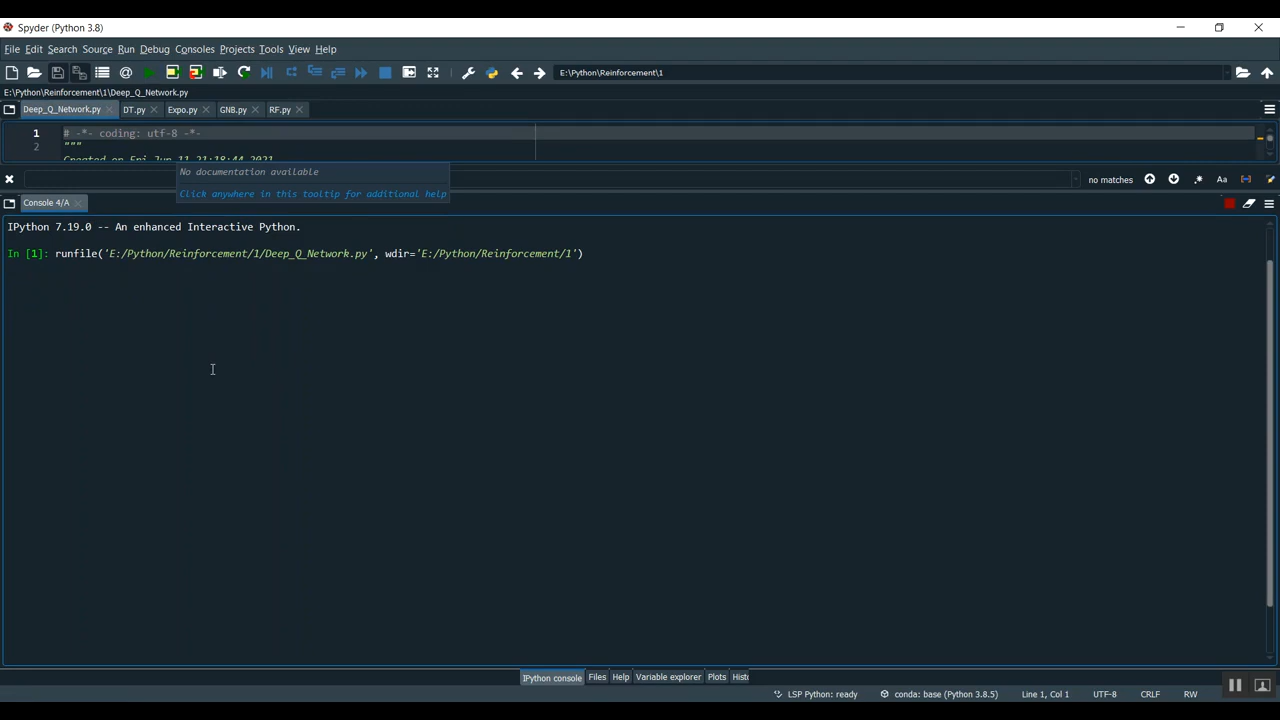 Spyder (Python 3.8)
File Edit Search Source Run Debug Consoles Projects Tools View Help
E:\Python\Reinforcement\1
E:\Python\Reinforcement\1\Deep_Q_Network.py
Deep_Q_Network.py DT.py Expo.py GNB.py RF.py
1 # -*- coding: utf-8 -*-
2 """
Created on Fri Jun 11 21:18:44 2021
No documentation available
no matches Aa
Click anywhere in this tooltip for additional help
Console 4/A
IPython 7.19.0 -- An enhanced Interactive Python.
In [1]: runfile('E:/Python/Reinforcement/1/Deep_Q_Network.py', wdir='E:/Python/Reinforcement/1')
IPython console Files Help Variable explorer Plots Histo
LSP Python: ready conda: base (Python 3.8.5) Line 1, Col 1 UTF-8 CRLF RW